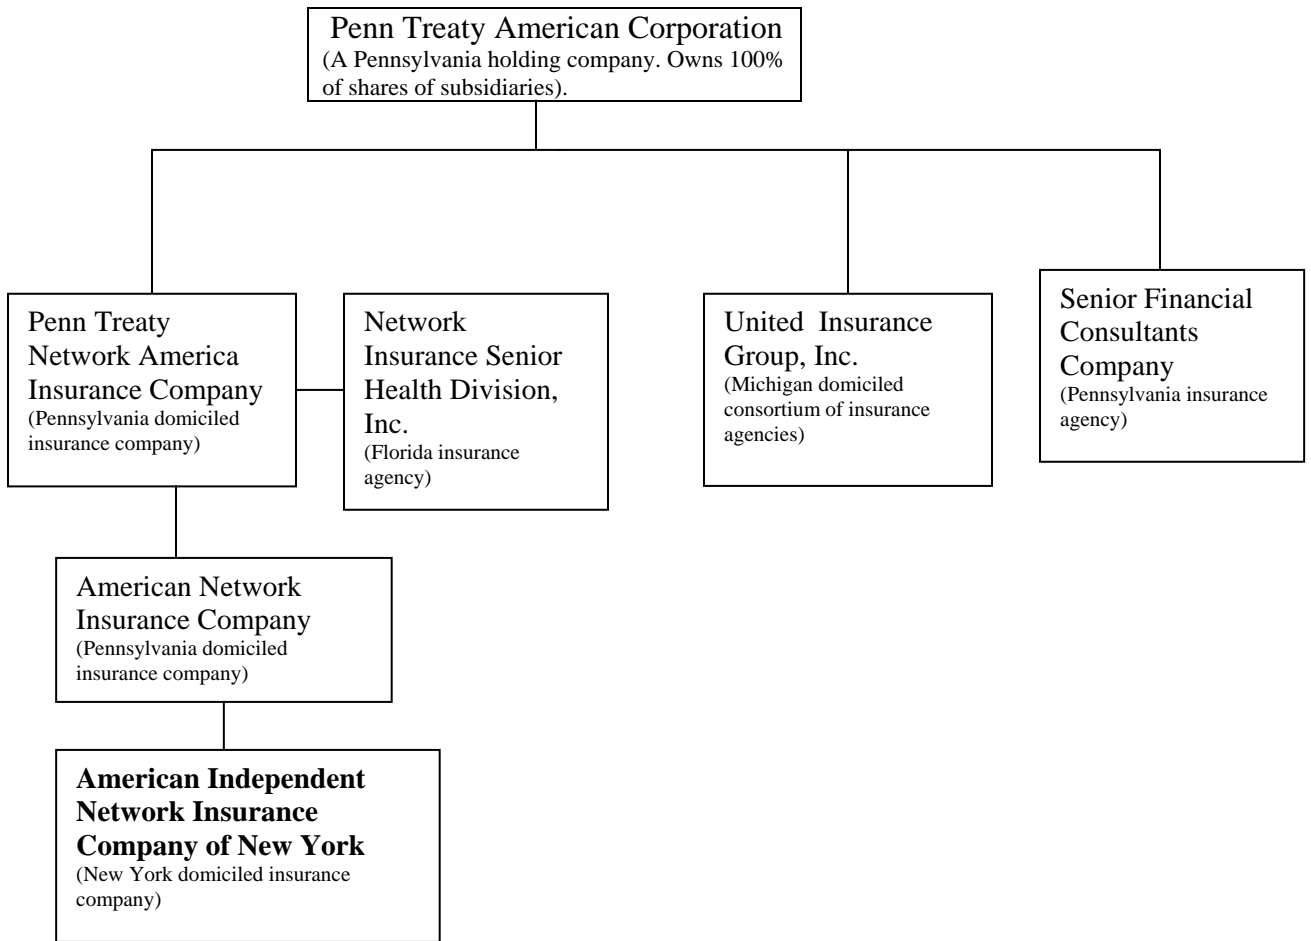 Penn Treaty American Corporation
(A Pennsylvania holding company. Owns 100%
of shares of subsidiaries).
Penn Treaty
Network America
Insurance Company
(Pennsylvania domiciled
insurance company)
Network
Insurance Senior
Health Division,
Inc.
(Florida insurance
agency)
United Insurance
Group, Inc.
(Michigan domiciled
consortium of insurance
agencies)
Senior Financial
Consultants
Company
(Pennsylvania insurance
agency)
American Network
Insurance Company
(Pennsylvania domiciled
insurance company)
American Independent
Network Insurance
Company of New York
(New York domiciled insurance
company)